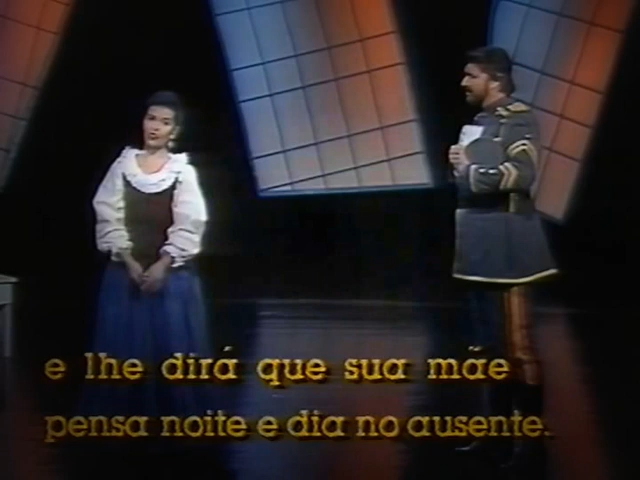 e lhe dirá que sua mãe
pensa noite e dia no ausente.